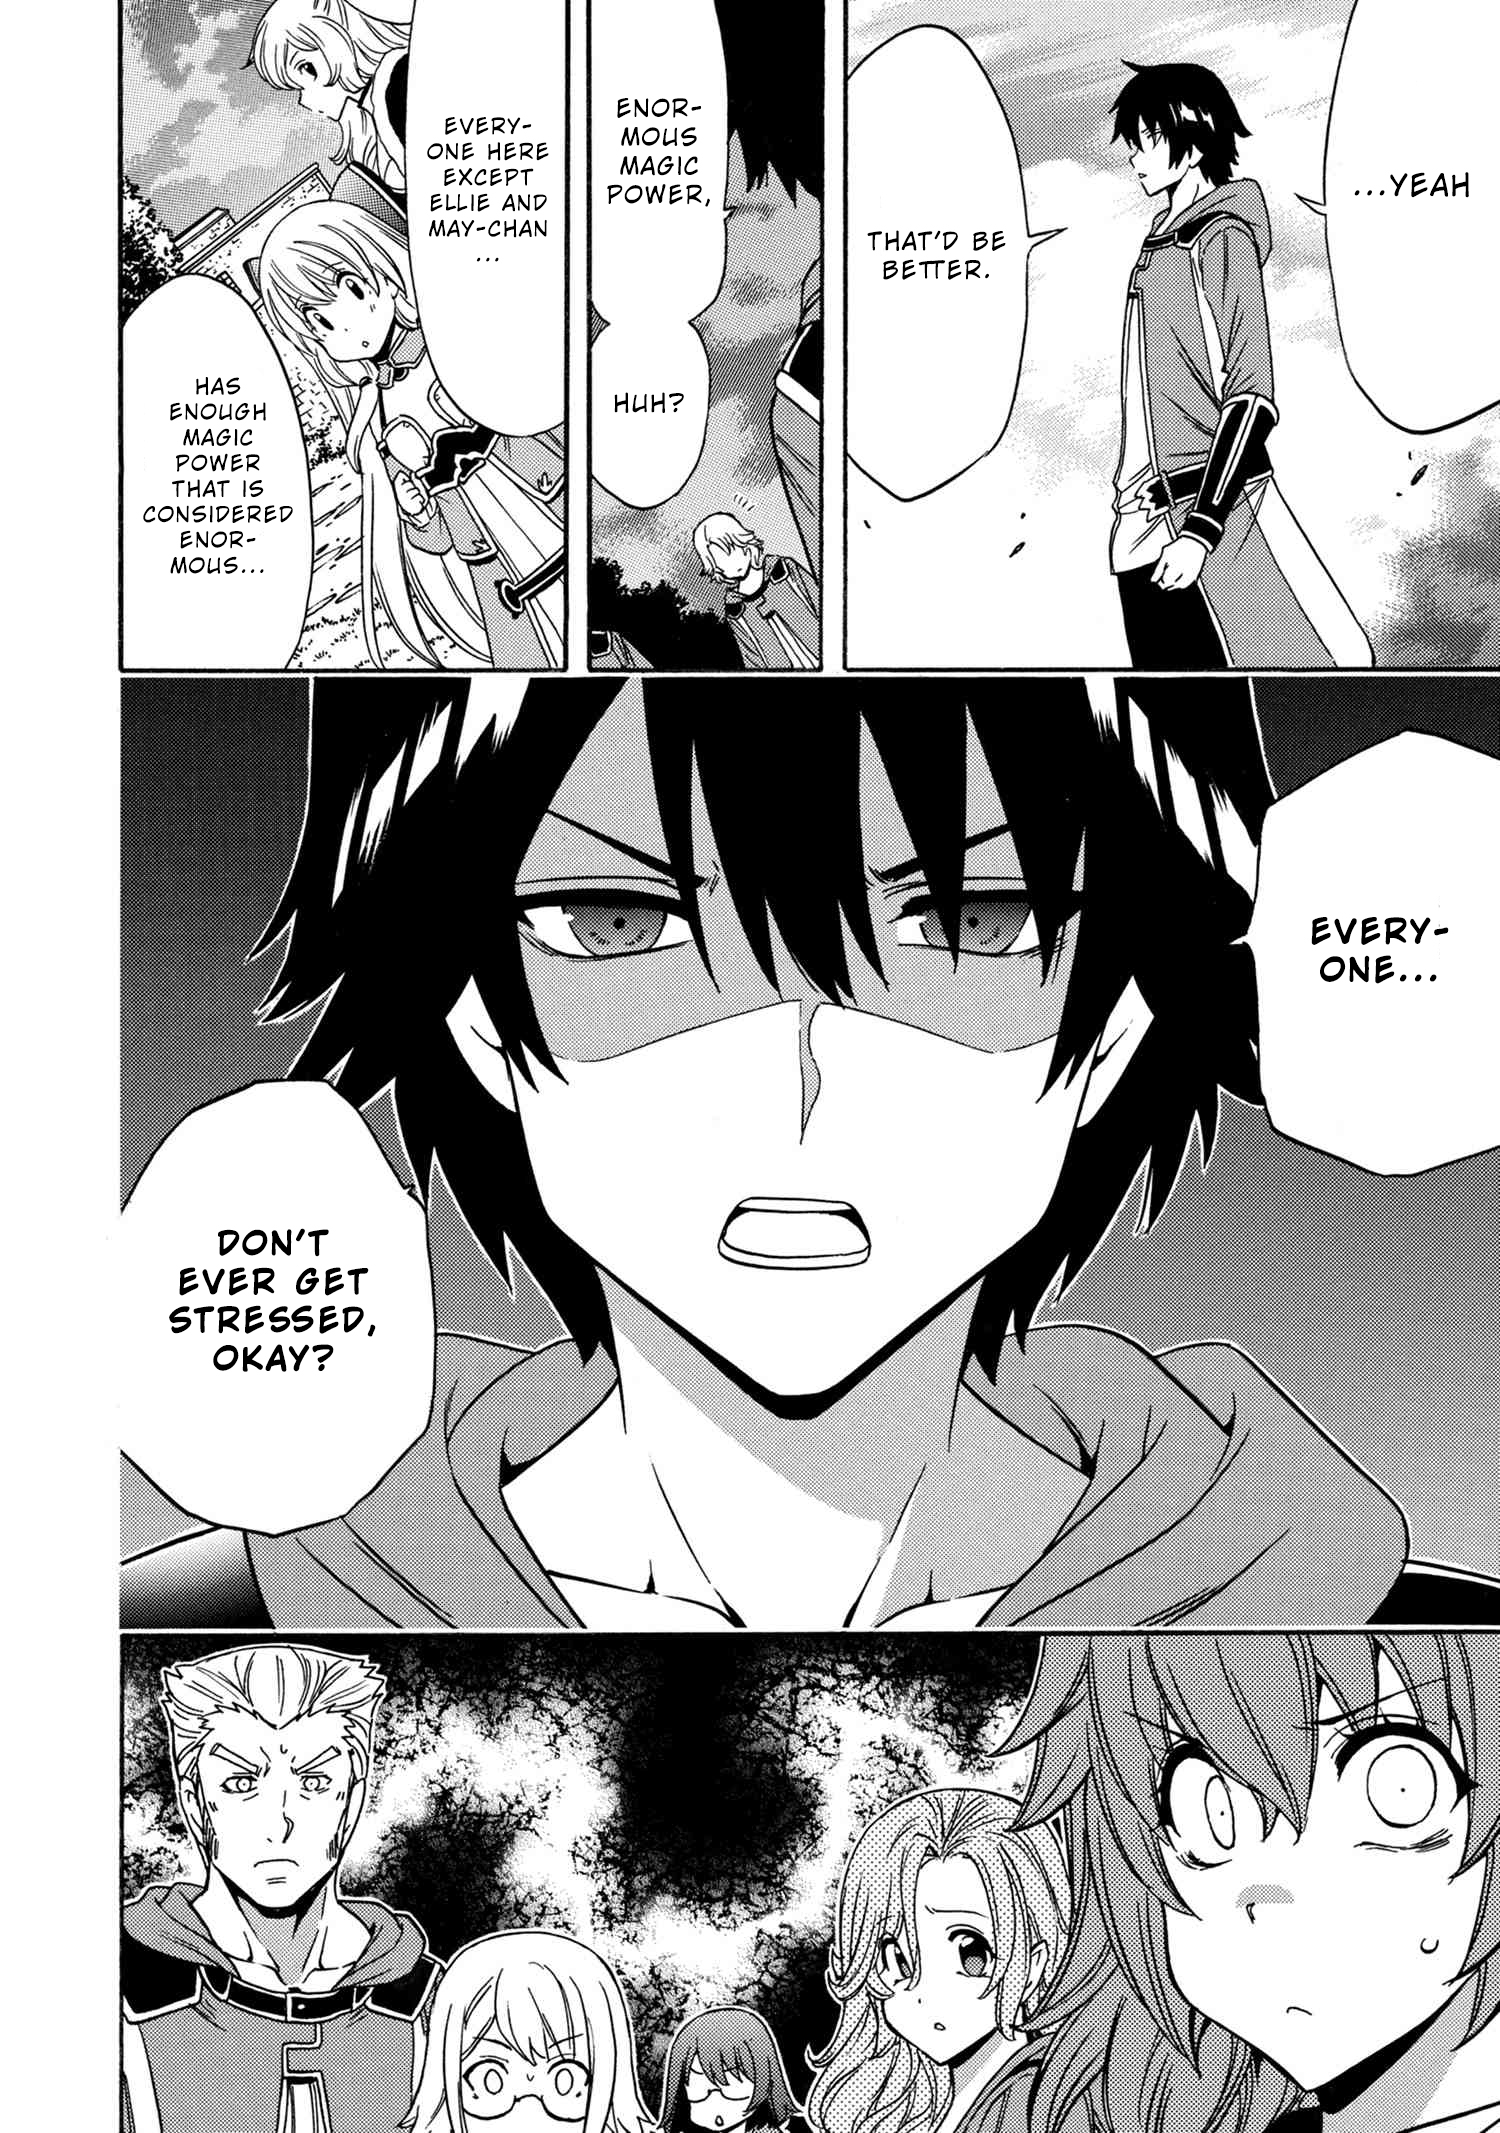 ...YEAH
THAT'D BE
BETTER.
ENOR-
MOUS
MAGIC
POWER,
HUH?
EVERY-
ONE HERE
EXCEPT
ELLIE AND
MAY-CHAN
...
HAS
ENOUGH
MAGIC
POWER
THAT IS
CONSIDERED
ENOR-
MOUS...
EVERY-
ONE...
DON'T
EVER GET
STRESSED,
OKAY?